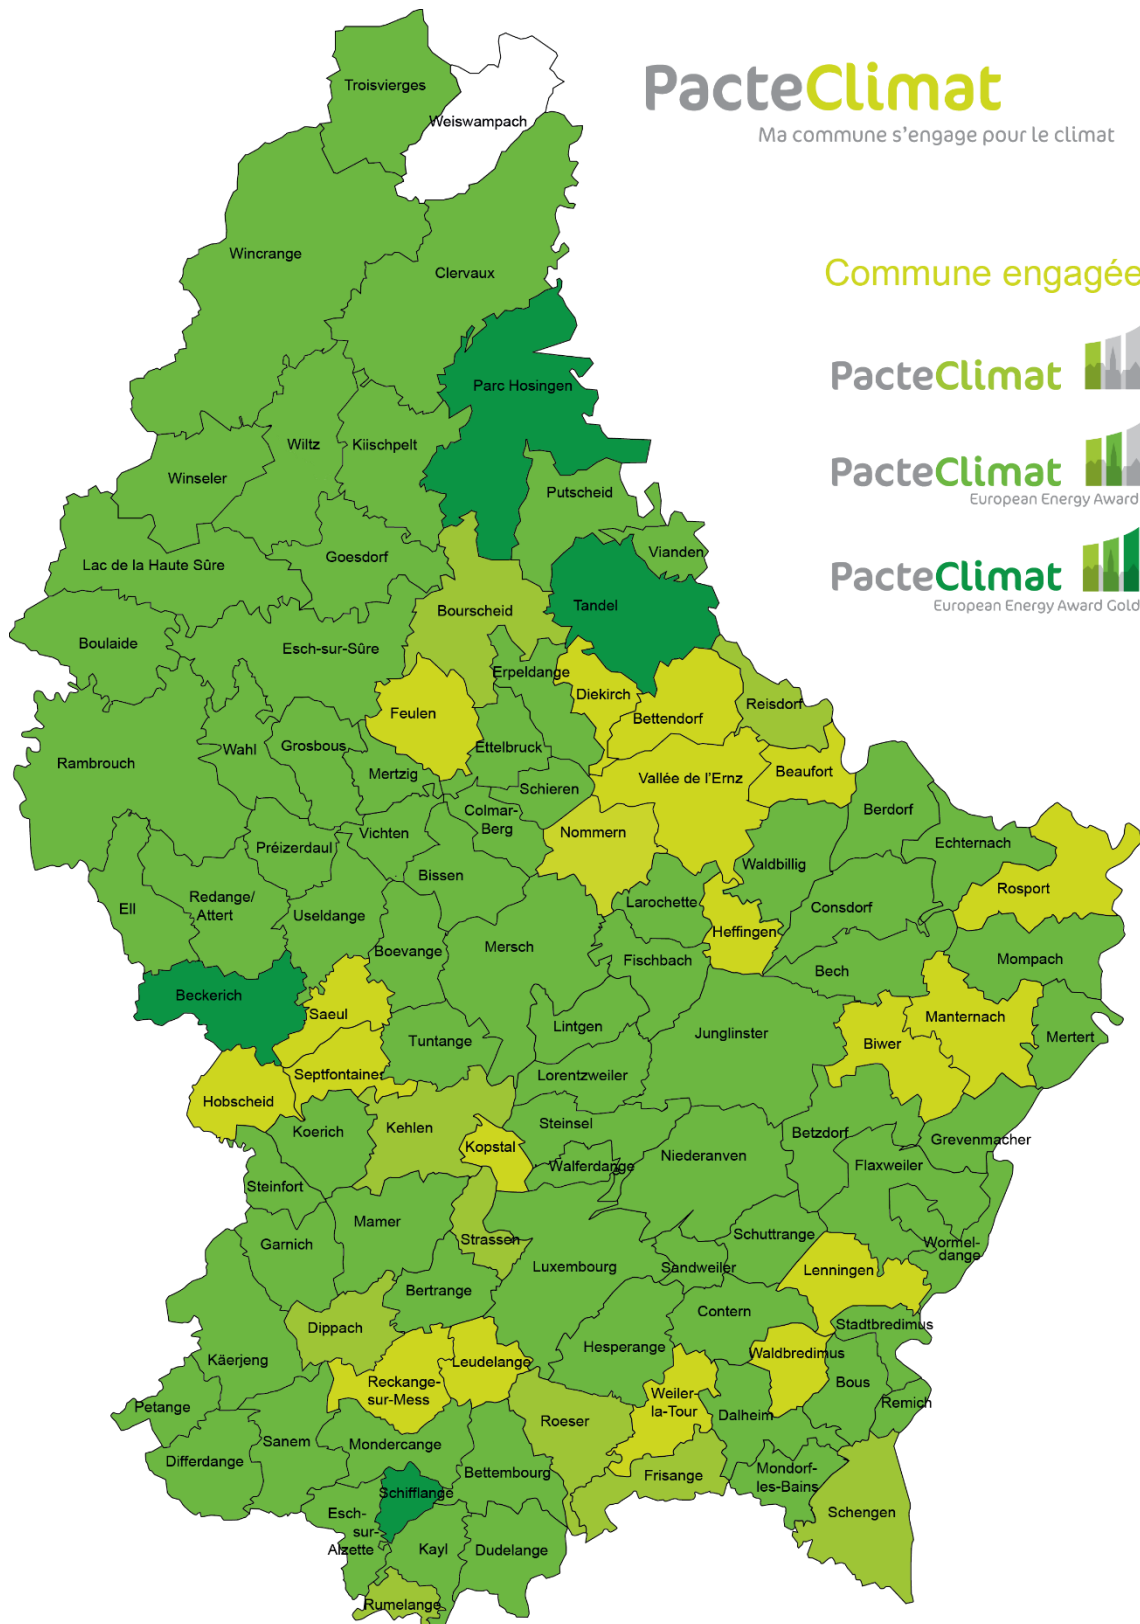 PacteClimat
Ma commune s'engage pour le climat
Commune engagée
PacteClimat
PacteClimat
European Energy Award
PacteClimat
European Energy Award Gold
Troisvierges
Weiswampach
Wincrange
Clervaux
Parc Hosingen
Wiltz
Kiischpelt
Winseler
Putscheid
Goesdorf
Vianden
Lac de la Haute Sûre
Tandel
Bourscheid
Boulaide
Esch-sur-Sûre
Erpeldange
Diekirch
Reisdorf
Feulen
Bettendorf
Ettelbruck
Wahl
Grosbous
Rambrouch
Mertzig
Vallée de l'Ernz
Beaufort
Schieren
Colmar-
Berg
Berdorf
Vichten
Nommern
Echternach
Préizerdaul
Waldbillig
Bissen
Rosport
Redange/
Attert
Ell
Useldange
Larochette
Consdorf
Heffingen
Boevange
Mersch
Mompach
Fischbach
Bech
Beckerich
Saeul
Manternach
Lintgen
Junglinster
Mertert
Tuntange
Biwer
Septfontaines
Lorentzweiler
Hobscheid
Koerich
Kehlen
Steinsel
Betzdorf
Grevenmacher
Kopstal
Niederanven
Walferdange
Flaxweiler
Steinfort
Mamer
Schuttrange
Strassen
Garnich
Wormel-
dange
Luxembourg
Sandweiler
Lenningen
Bertrange
Contern
Dippach
Stadtbredimus
Hesperange
Waldbredimus
Käerjeng
Leudelange
Reckange-
sur-Mess
Bous
Weiler-
la-Tour
Petange
Remich
Dalheim
Roeser
Sanem
Mondercange
Differdange
Bettembourg
Frisange
Mondorf-
les-Bains
Schifflange
Schengen
Esch-
sur-
Alzette
Kayl
Dudelange
Rumelange